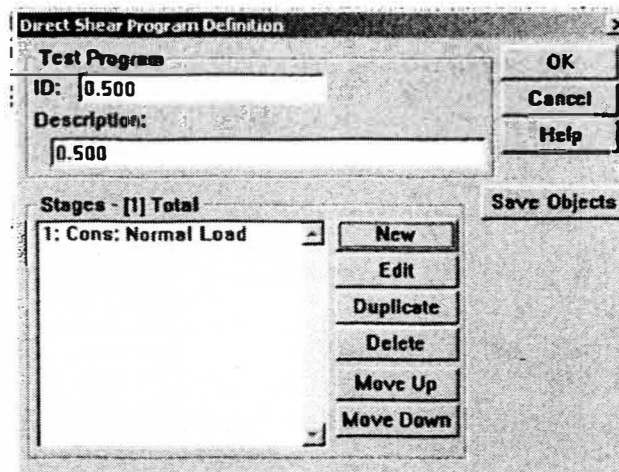 Direct Shear Program Definition
Test Program
ID: 0.500
Description:
0.500
OK
Cancel
Help
Save Objects
Stages - [1] Total
1: Cons: Normal Load
New
Edit
Duplicate
Delete
Move Up
Move Down